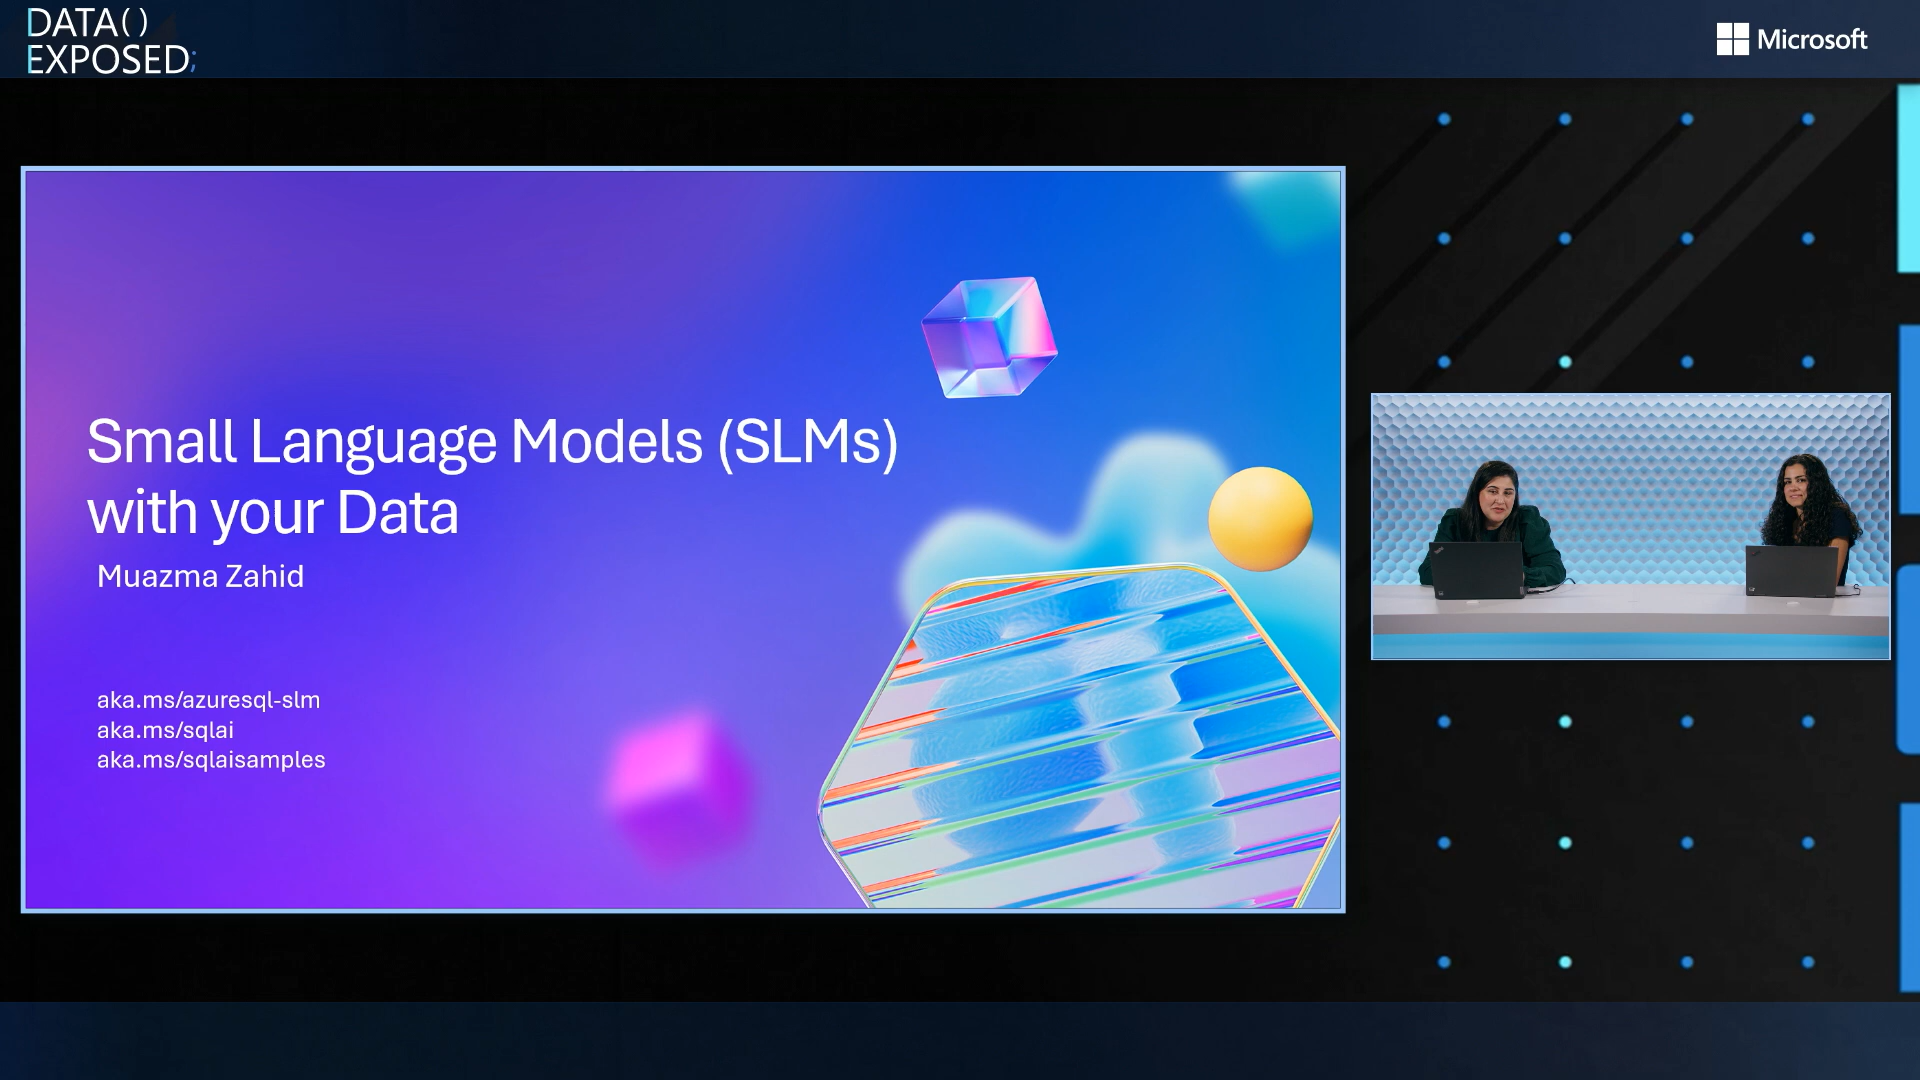 DATA()
EXPOSED;
Microsoft
Small Language Models (SLMs)
with your Data
Muazma Zahid
aka.ms/azuresql-slm
aka.ms/sqlai
aka.ms/sqlaisamples